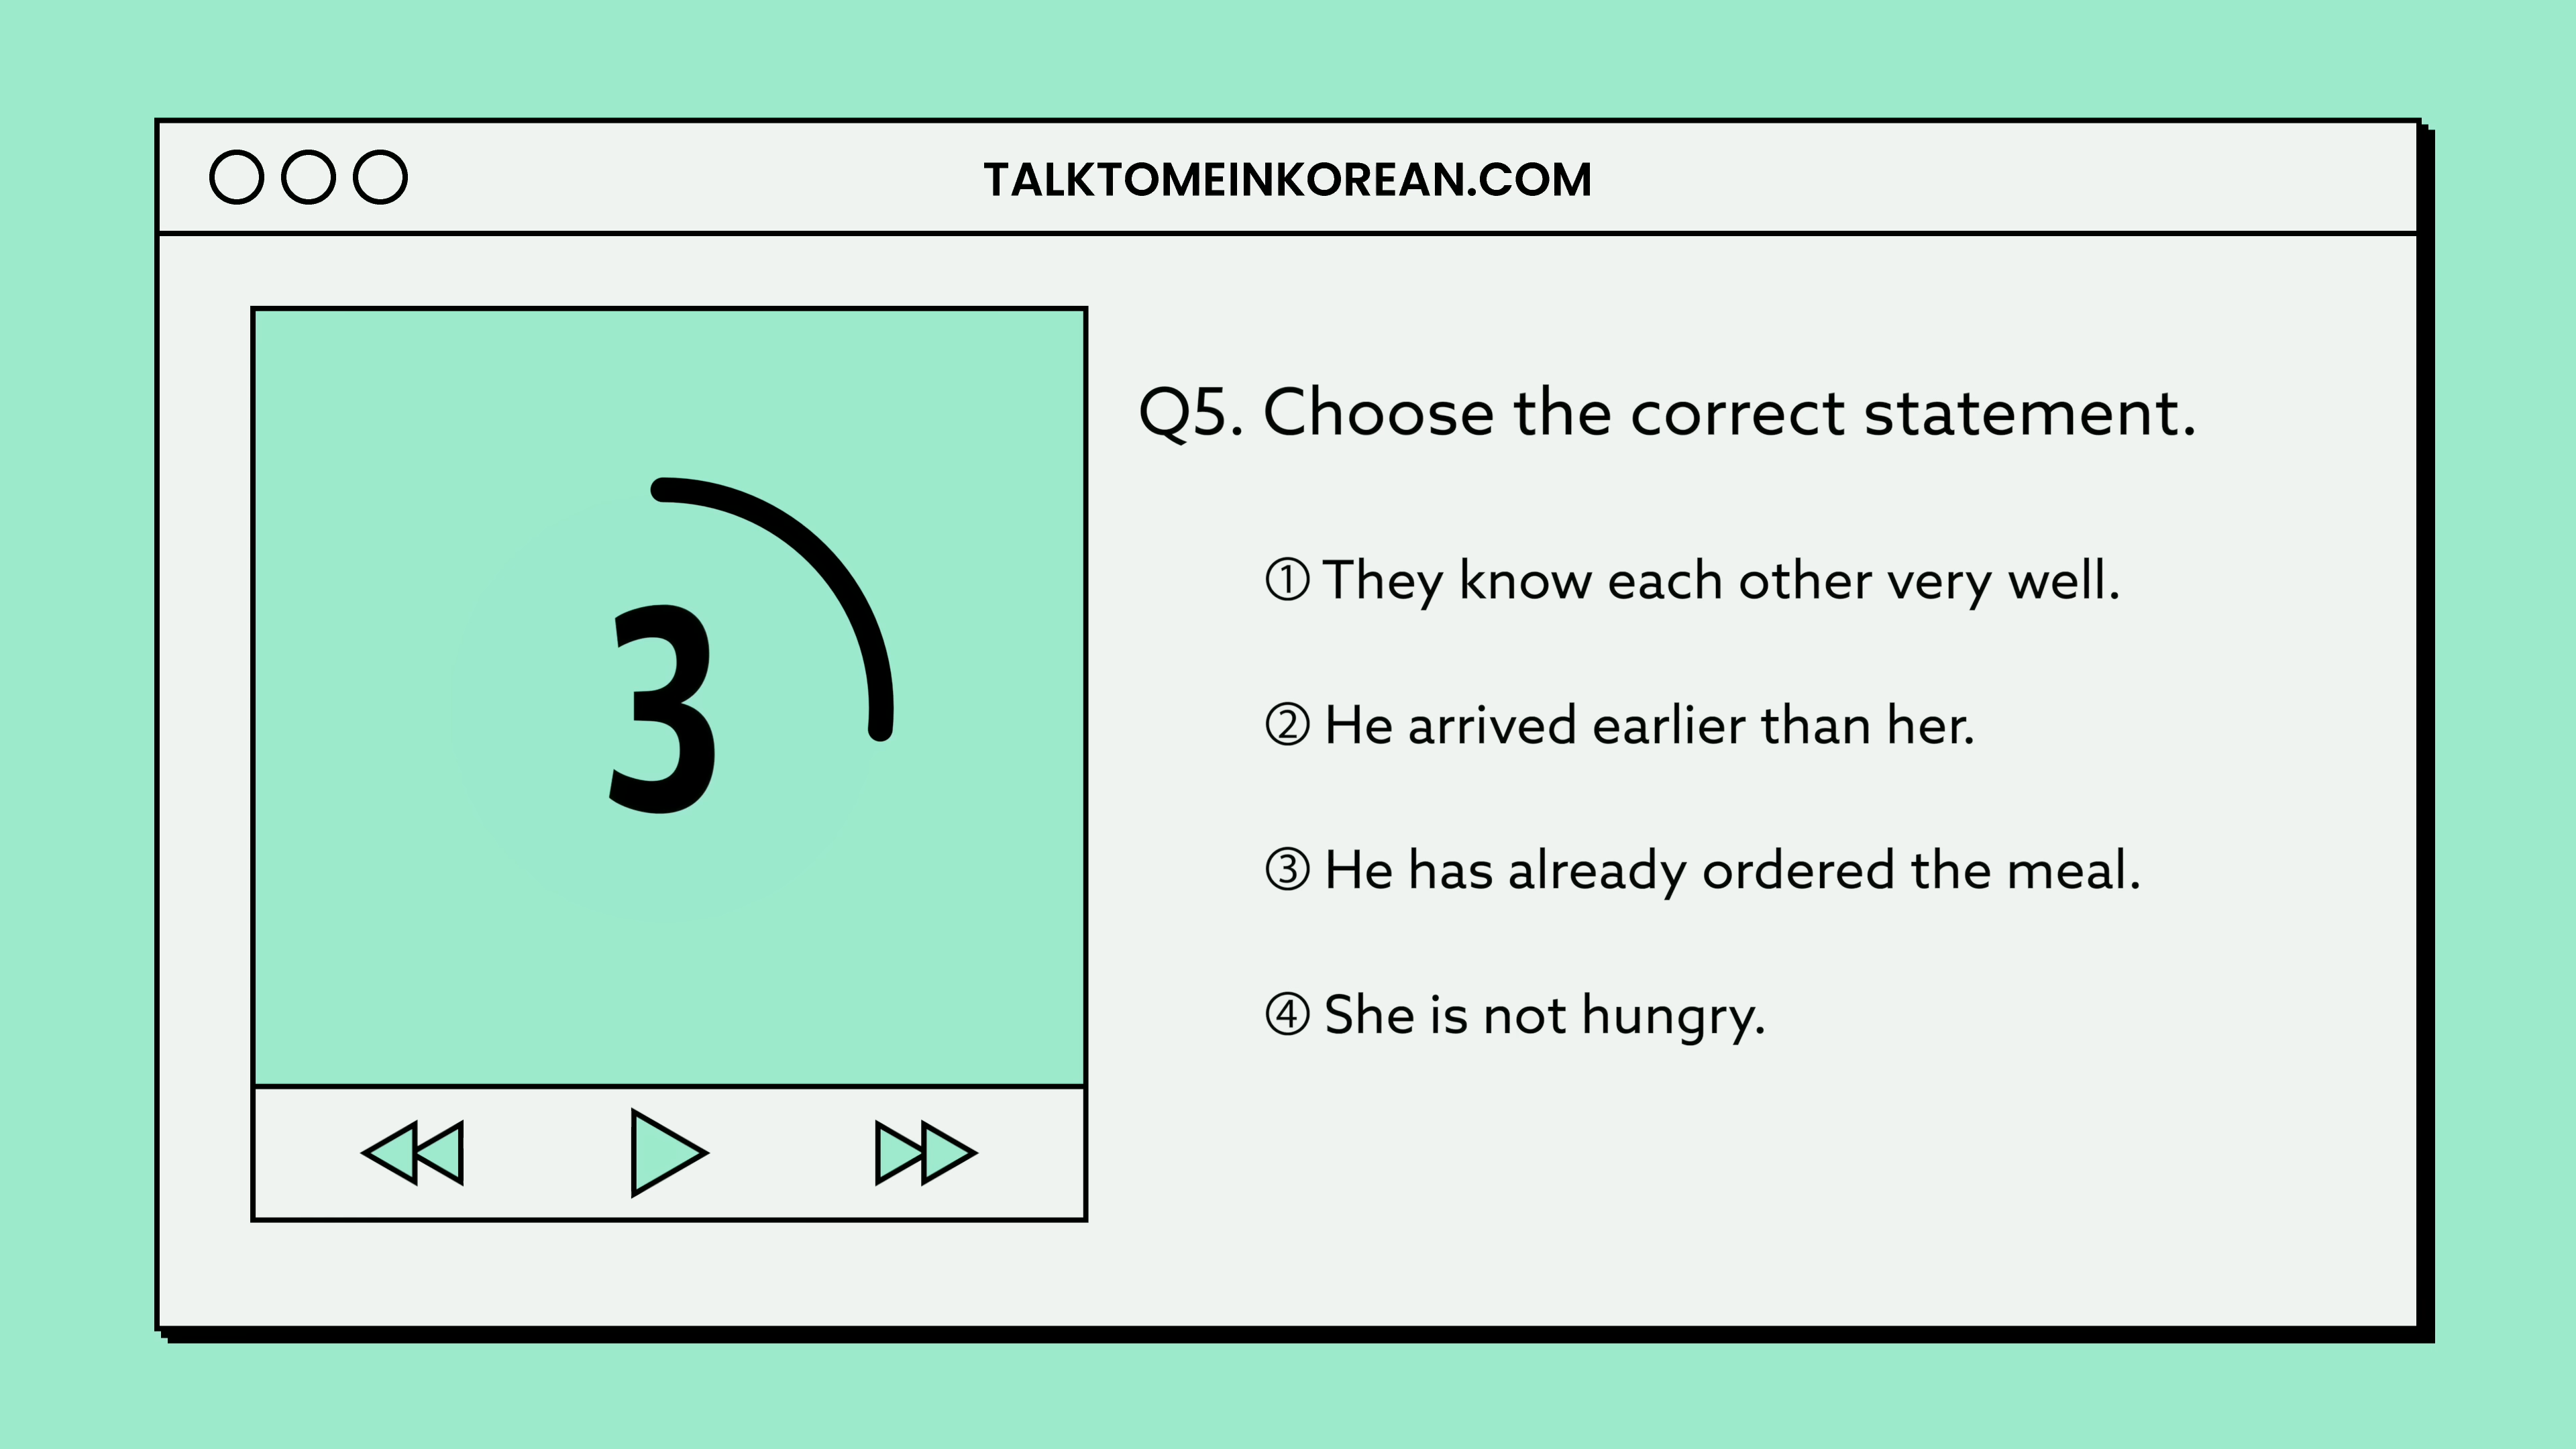 TALKTOMEINKOREAN.COM
3
Q5. Choose the correct statement.
① They know each other very well.
② He arrived earlier than her.
③ He has already ordered the meal.
④ She is not hungry.